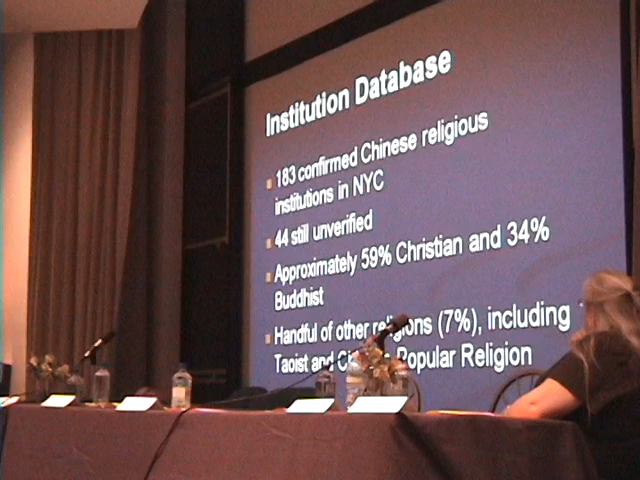 Institution Database
183 confirmed Chinese religious
institutions in NYC
44 still unverified
Approximately 59% Christian and 34%
Buddhist
Handful of other religions (7%), including
Taoist and Popular Religion